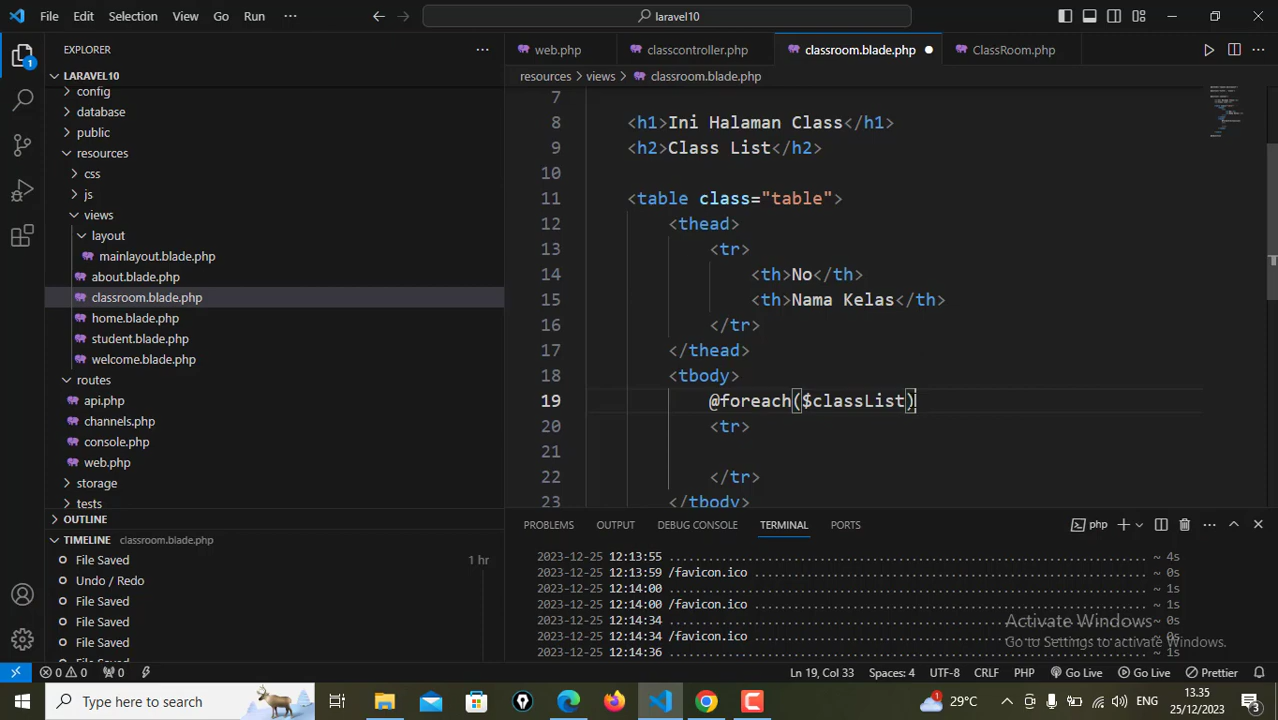 File Edit Selection View Go Run ··· laravel10
EXPLORER ···
web.php classcontroller.php classroom.blade.php ClassRoom.php ···
resources > views > classroom.blade.php
LARAVEL10
config
database
public
resources
css
js
views
layout
mainlayout.blade.php
about.blade.php
classroom.blade.php
home.blade.php
student.blade.php
welcome.blade.php
routes
api.php
channels.php
console.php
web.php
storage
tests
OUTLINE
TIMELINE classroom.blade.php
File Saved 1 hr
Undo / Redo
File Saved
File Saved
File Saved
File Saved
7
8 <h1>Ini Halaman Class</h1>
9 <h2>Class List</h2>
10
11 <table class="table">
12 <thead>
13 <tr>
14 <th>No</th>
15 <th>Nama Kelas</th>
16 </tr>
17 </thead>
18 <tbody>
19 @foreach($classList)
20 <tr>
21
22 </tr>
23 </tbody>
PROBLEMS OUTPUT DEBUG CONSOLE TERMINAL PORTS php
2023-12-25 12:13:55 ........ ~ 4s
2023-12-25 12:13:59 /favicon.ico ........ ~ 0s
2023-12-25 12:14:00 ........ ~ 1s
2023-12-25 12:14:00 /favicon.ico ........ ~ 1s
2023-12-25 12:14:34 ........ ~ 0s
2023-12-25 12:14:34 /favicon.ico ........ ~ 0s
2023-12-25 12:14:36 ........ ~ 1s
Activate Windows
Go to Settings to activate Windows.
0 0 0 Ln 19, Col 33 Spaces: 4 UTF-8 CRLF PHP Go Live Go Live Prettier
Type here to search 1 29°C ENG 13.35
25/12/2023 3